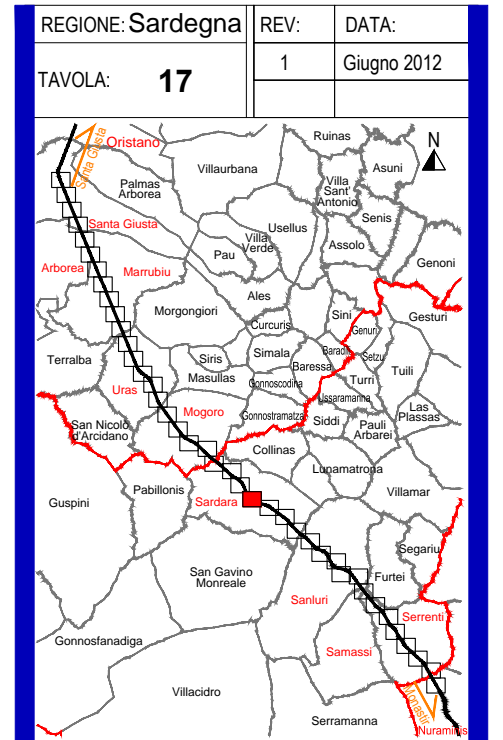 REGIONE: Sardegna
REV:
DATA:
TAVOLA: 17
1
Giugno 2012
Ruinas
N
Oristano
Santa Giusta
Villaurbana
Asuni
Palmas
Arborea
Villa
Sant'
Antonio
Senis
Santa Giusta
Usellus
Villa
Verde
Assolo
Pau
Genoni
Arborea
Marrubiu
Ales
Morgongiori
Sini
Gesturi
Curcuris
Genuri
Terralba
Siris
Simala
Baradili
Setzu
Baressa
Tuili
Masullas
Uras
Gonnoscodina
Turri
Ussaramanna
Mogoro
Gonnostramatza
Siddi
Las
Plassas
San Nicolò
d'Arcidano
Pauli
Arbarei
Collinas
Lunamatrona
Pabillonis
Villamar
Guspini
Sardara
Segariu
San Gavino
Monreale
Furtei
Sanluri
Serrenti
Gonnosfanadiga
Samassi
Villacidro
Monastir
Serramanna
Nuraminis